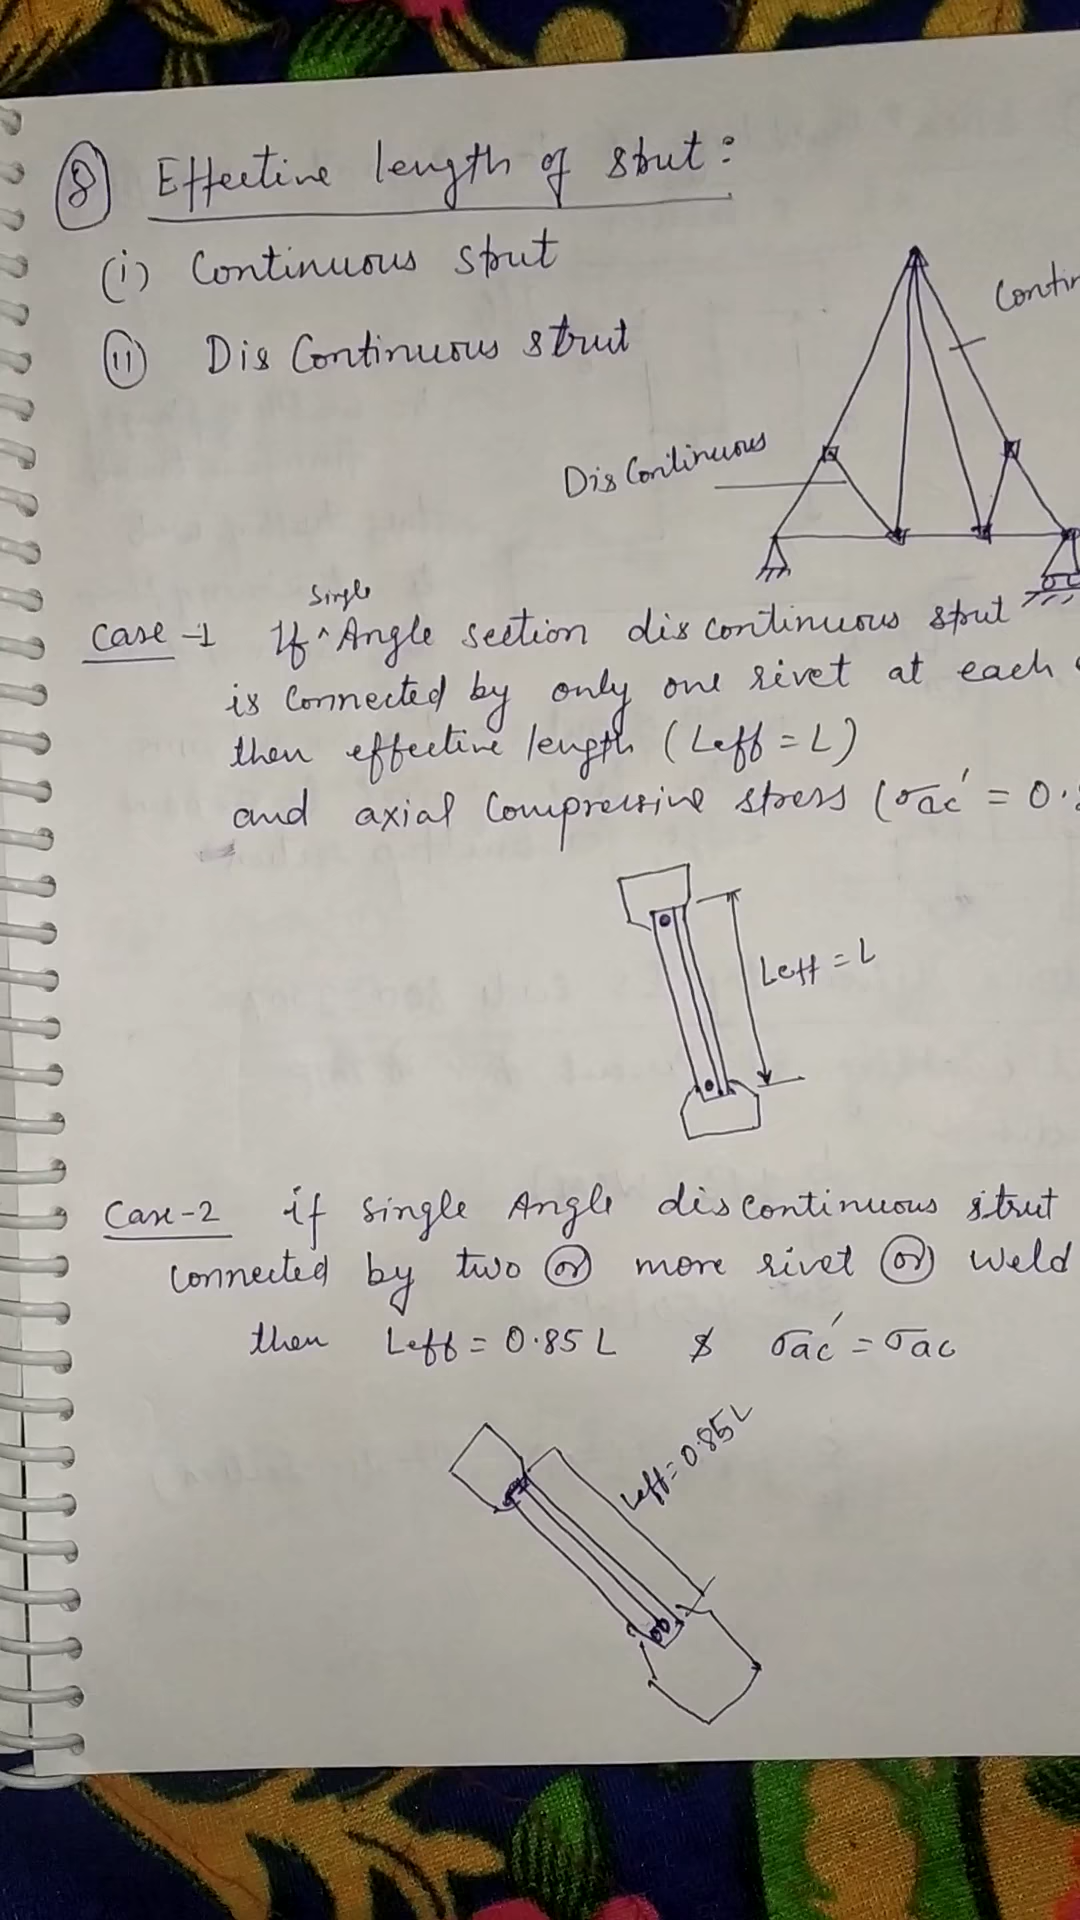 ⑧ Effective length of strut:
(i) Continuous strut
(ii) Dis Continuous strut
Contin
Dis Continuous
Case-1 If ^Single Angle section dis continuous strut
is connected by only one rivet at each
then effective length (Leff = L)
and axial compressive stress (σac' = 0.
Leff = L
Case-2 if single Angle discontinuous strut
connected by two (or) more rivet (or) weld
then Leff = 0.85 L & σac' = σac
Leff = 0.85L